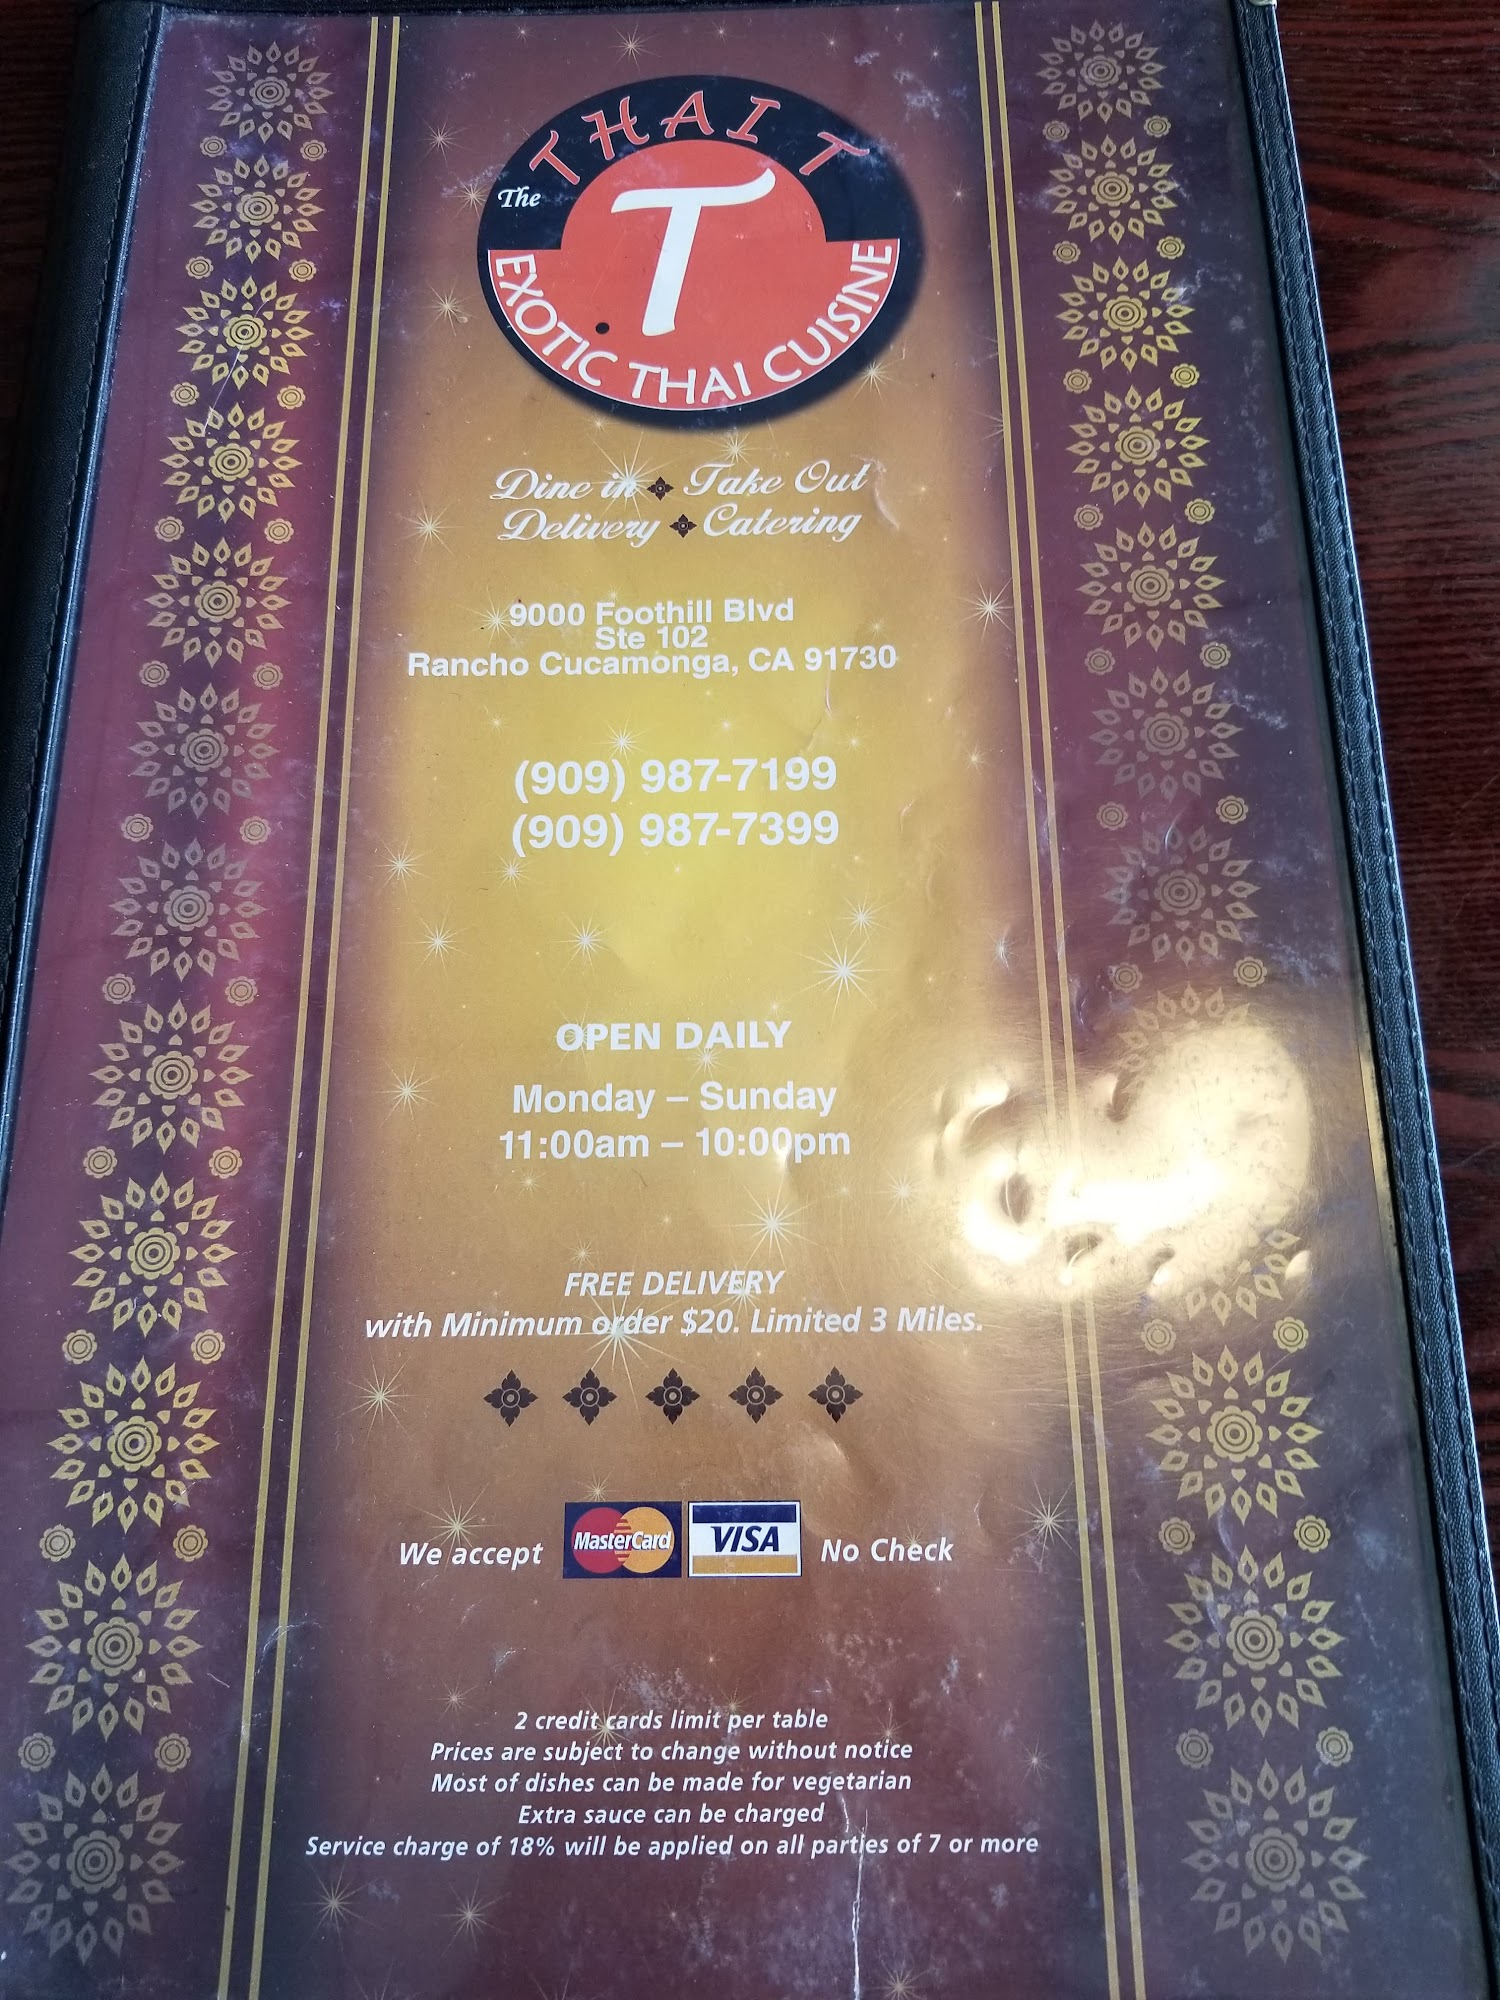 The THAI T
T
EXOTIC THAI CUISINE
Dine in Take Out
Delivery Catering
9000 Foothill Blvd
Ste 102
Rancho Cucamonga, CA 91730
(909) 987-7199
(909) 987-7399
OPEN DAILY
Monday – Sunday
11:00am – 10:00pm
FREE DELIVERY
with Minimum order $20. Limited 3 Miles.
We accept MasterCard VISA No Check
2 credit cards limit per table
Prices are subject to change without notice
Most of dishes can be made for vegetarian
Extra sauce can be charged
Service charge of 18% will be applied on all parties of 7 or more